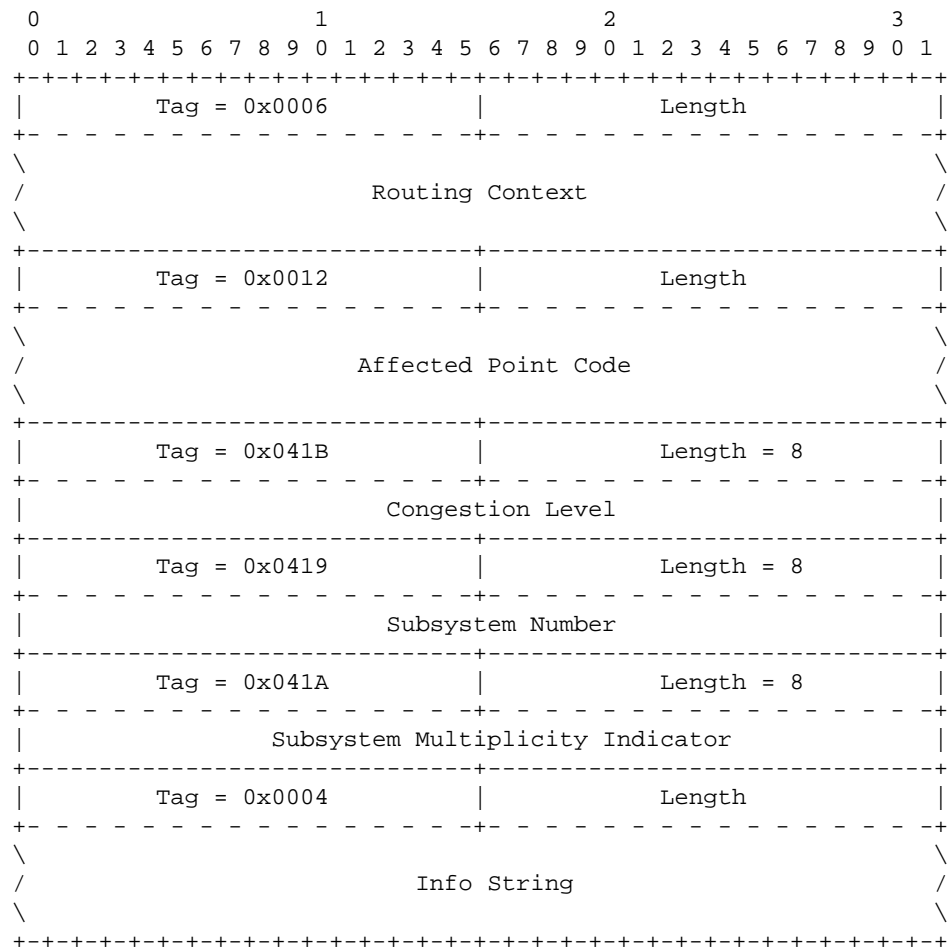 0                   1                   2                   3
 0 1 2 3 4 5 6 7 8 9 0 1 2 3 4 5 6 7 8 9 0 1 2 3 4 5 6 7 8 9 0 1
+-+-+-+-+-+-+-+-+-+-+-+-+-+-+-+-+-+-+-+-+-+-+-+-+-+-+-+-+-+-+-+-+
|         Tag = 0x0006          |            Length             |
+- - - - - - - - - - - - - - - -+- - - - - - - - - - - - - - - -+
\                                                               \
/                        Routing Context                        /
\                                                               \
+-------------------------------+-------------------------------+
|         Tag = 0x0012          |            Length             |
+- - - - - - - - - - - - - - - -+- - - - - - - - - - - - - - - -+
\                                                               \
/                       Affected Point Code                     /
\                                                               \
+-------------------------------+-------------------------------+
|         Tag = 0x041B          |            Length = 8         |
+- - - - - - - - - - - - - - - -+- - - - - - - - - - - - - - - -+
|                         Congestion Level                      |
+-------------------------------+-------------------------------+
|         Tag = 0x0419          |            Length = 8         |
+- - - - - - - - - - - - - - - -+- - - - - - - - - - - - - - - -+
|                         Subsystem Number                      |
+-------------------------------+-------------------------------+
|         Tag = 0x041A          |            Length = 8         |
+- - - - - - - - - - - - - - - -+- - - - - - - - - - - - - - - -+
|                 Subsystem Multiplicity Indicator              |
+-------------------------------+-------------------------------+
|         Tag = 0x0004          |            Length             |
+- - - - - - - - - - - - - - - -+- - - - - - - - - - - - - - - -+
\                                                               \
/                           Info String                         /
\                                                               \
+-+-+-+-+-+-+-+-+-+-+-+-+-+-+-+-+-+-+-+-+-+-+-+-+-+-+-+-+-+-+-+-+